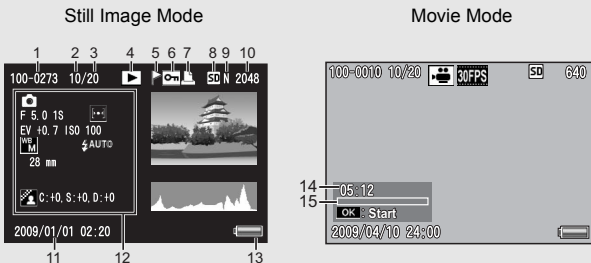 Still Image Mode
Movie Mode
1 2 3 4 5 6 7 8 9 10
100-0273 10/20 SD N 2048
F 5.0 1S
EV +0.7 ISO 100
WB M AUTO
28 mm
C:+0, S:+0, D:+0
2009/01/01 02:20
11 12 13
100-0010 10/20 30FPS SD 640
14 05:12
15
OK : Start
2009/04/10 24:00